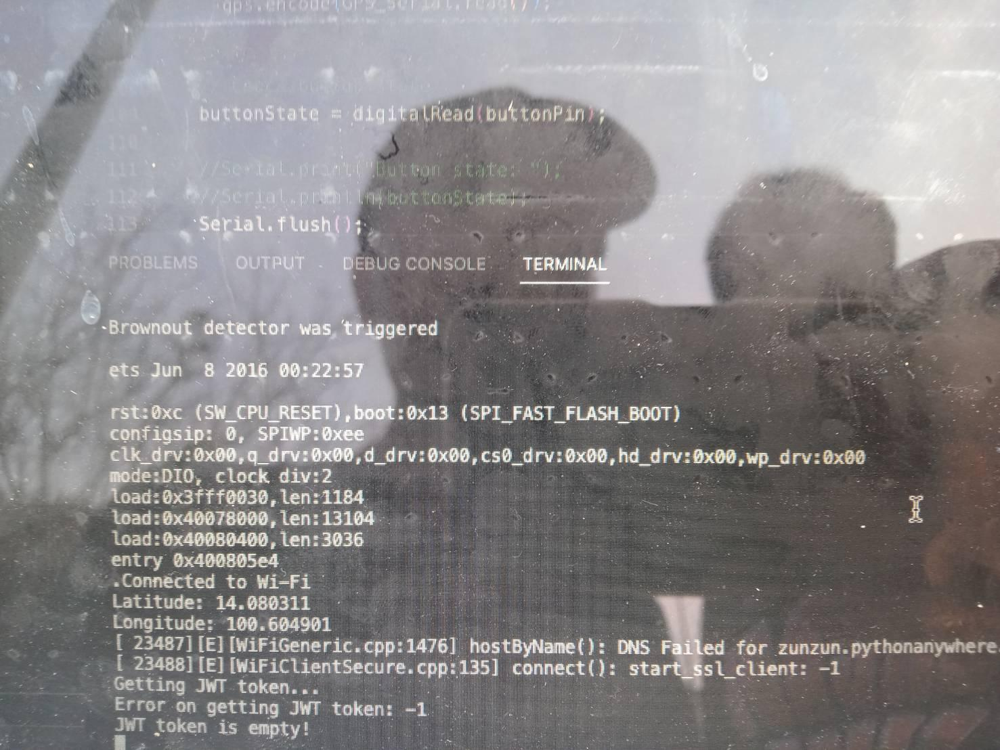 gps.encode(GPS_Serial.read());
buttonState = digitalRead(buttonPin);
110
111 //Serial.print("Button state: ");
112 //Serial.println(buttonState);
113 Serial.flush();
PROBLEMS OUTPUT DEBUG CONSOLE TERMINAL
Brownout detector was triggered
ets Jun  8 2016 00:22:57
rst:0xc (SW_CPU_RESET),boot:0x13 (SPI_FAST_FLASH_BOOT)
configsip: 0, SPIWP:0xee
clk_drv:0x00,q_drv:0x00,d_drv:0x00,cs0_drv:0x00,hd_drv:0x00,wp_drv:0x00
mode:DIO, clock div:2
load:0x3fff0030,len:1184
load:0x40078000,len:13104
load:0x40080400,len:3036
entry 0x400805e4
.Connected to Wi-Fi
Latitude: 14.080311
Longitude: 100.604901
[ 23487][E][WiFiGeneric.cpp:1476] hostByName(): DNS Failed for zunzun.pythonanywhere.
[ 23488][E][WiFiClientSecure.cpp:135] connect(): start_ssl_client: -1
Getting JWT token...
Error on getting JWT token: -1
JWT token is empty!